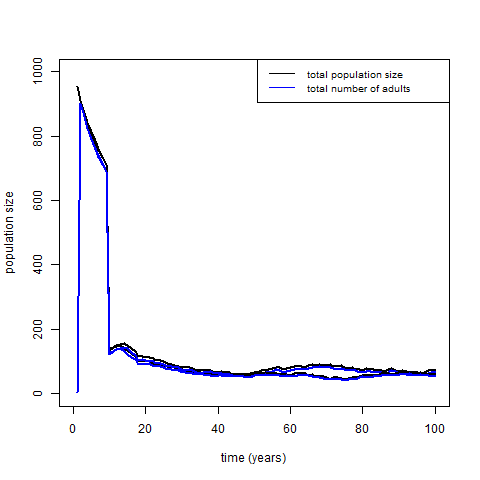 total population size
total number of adults
1000
800
600
400
200
0
population size
0 20 40 60 80 100
time (years)